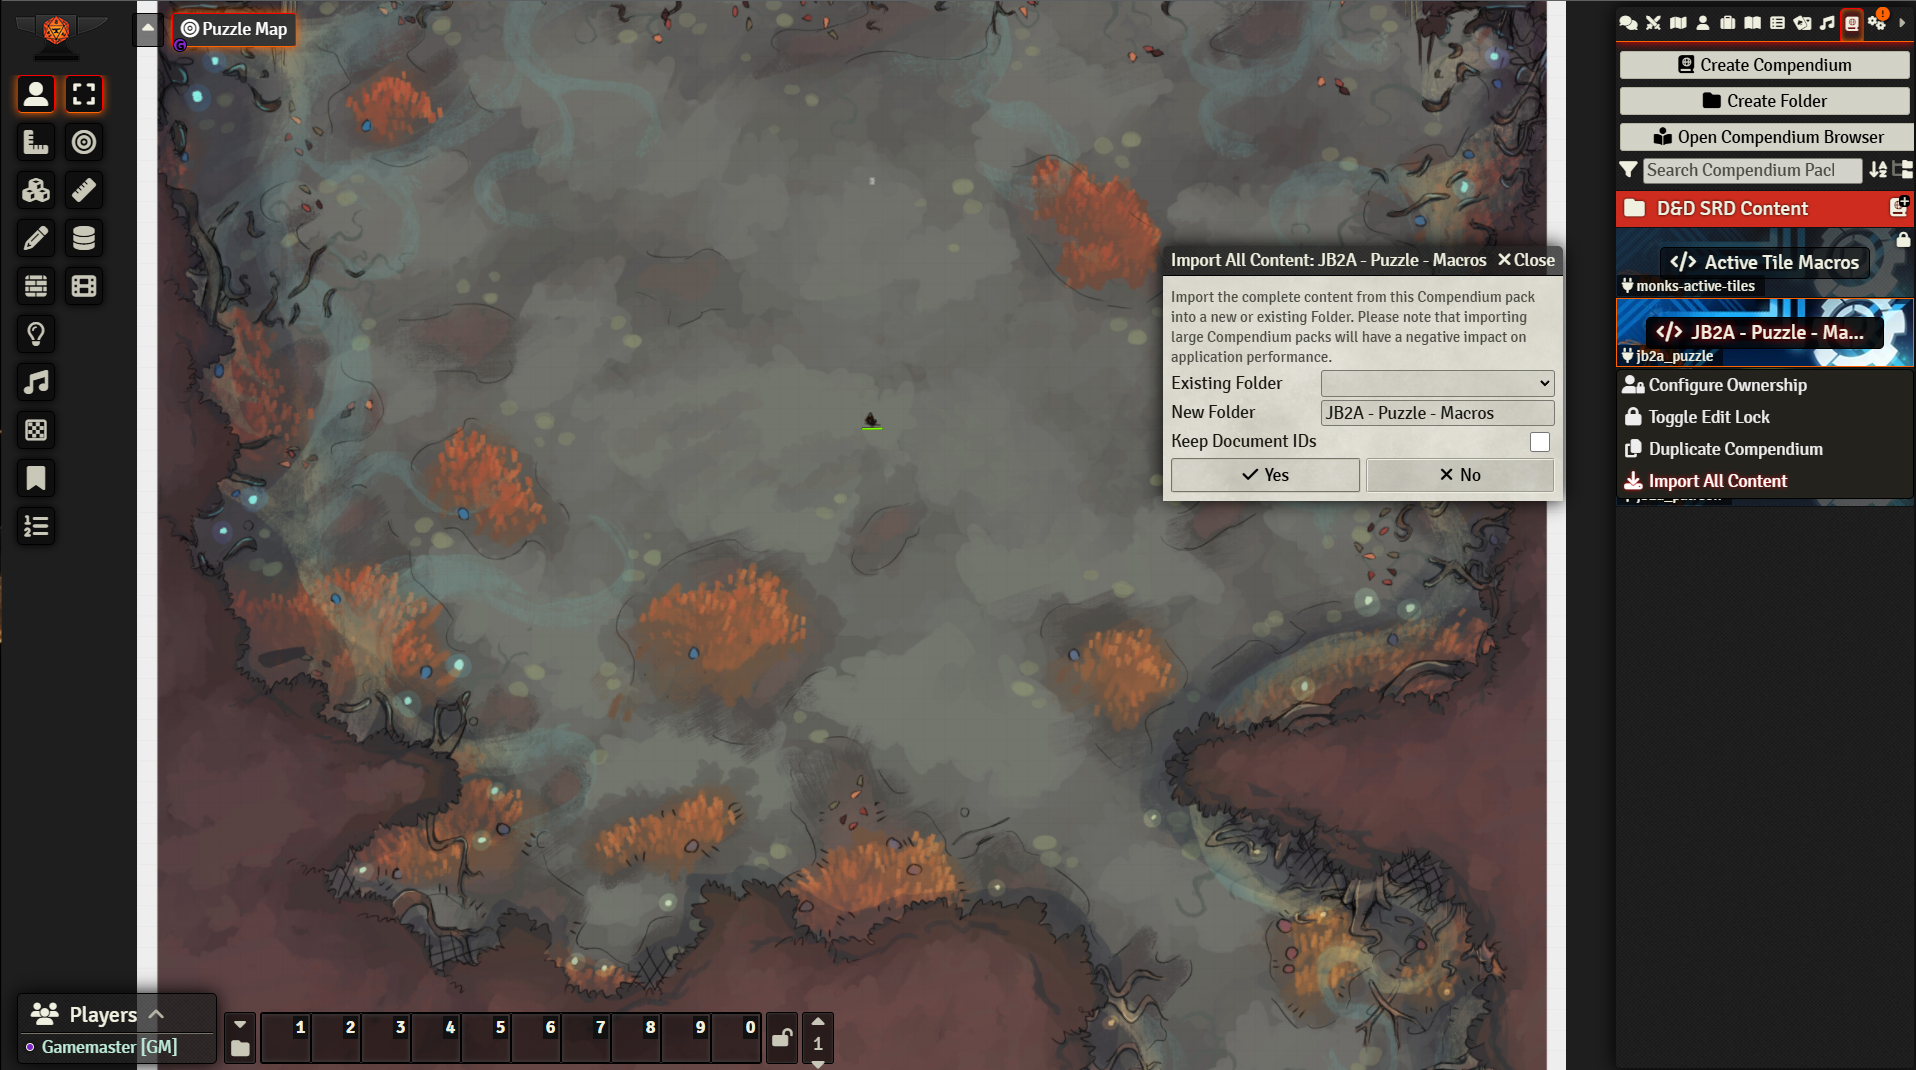 Puzzle Map
G
Create Compendium
Create Folder
Open Compendium Browser
Search Compendium Pacl
D&D SRD Content
</> Active Tile Macros
monks-active-tiles
</> JB2A - Puzzle - Ma...
jb2a_puzzle
Configure Ownership
Toggle Edit Lock
Duplicate Compendium
Import All Content
Import All Content: JB2A - Puzzle - Macros Close
Import the complete content from this Compendium pack
into a new or existing Folder. Please note that importing
large Compendium packs will have a negative impact on
application performance.
Existing Folder
New Folder JB2A - Puzzle - Macros
Keep Document IDs
Yes No
Players
Gamemaster [GM]
1 2 3 4 5 6 7 8 9 0 1